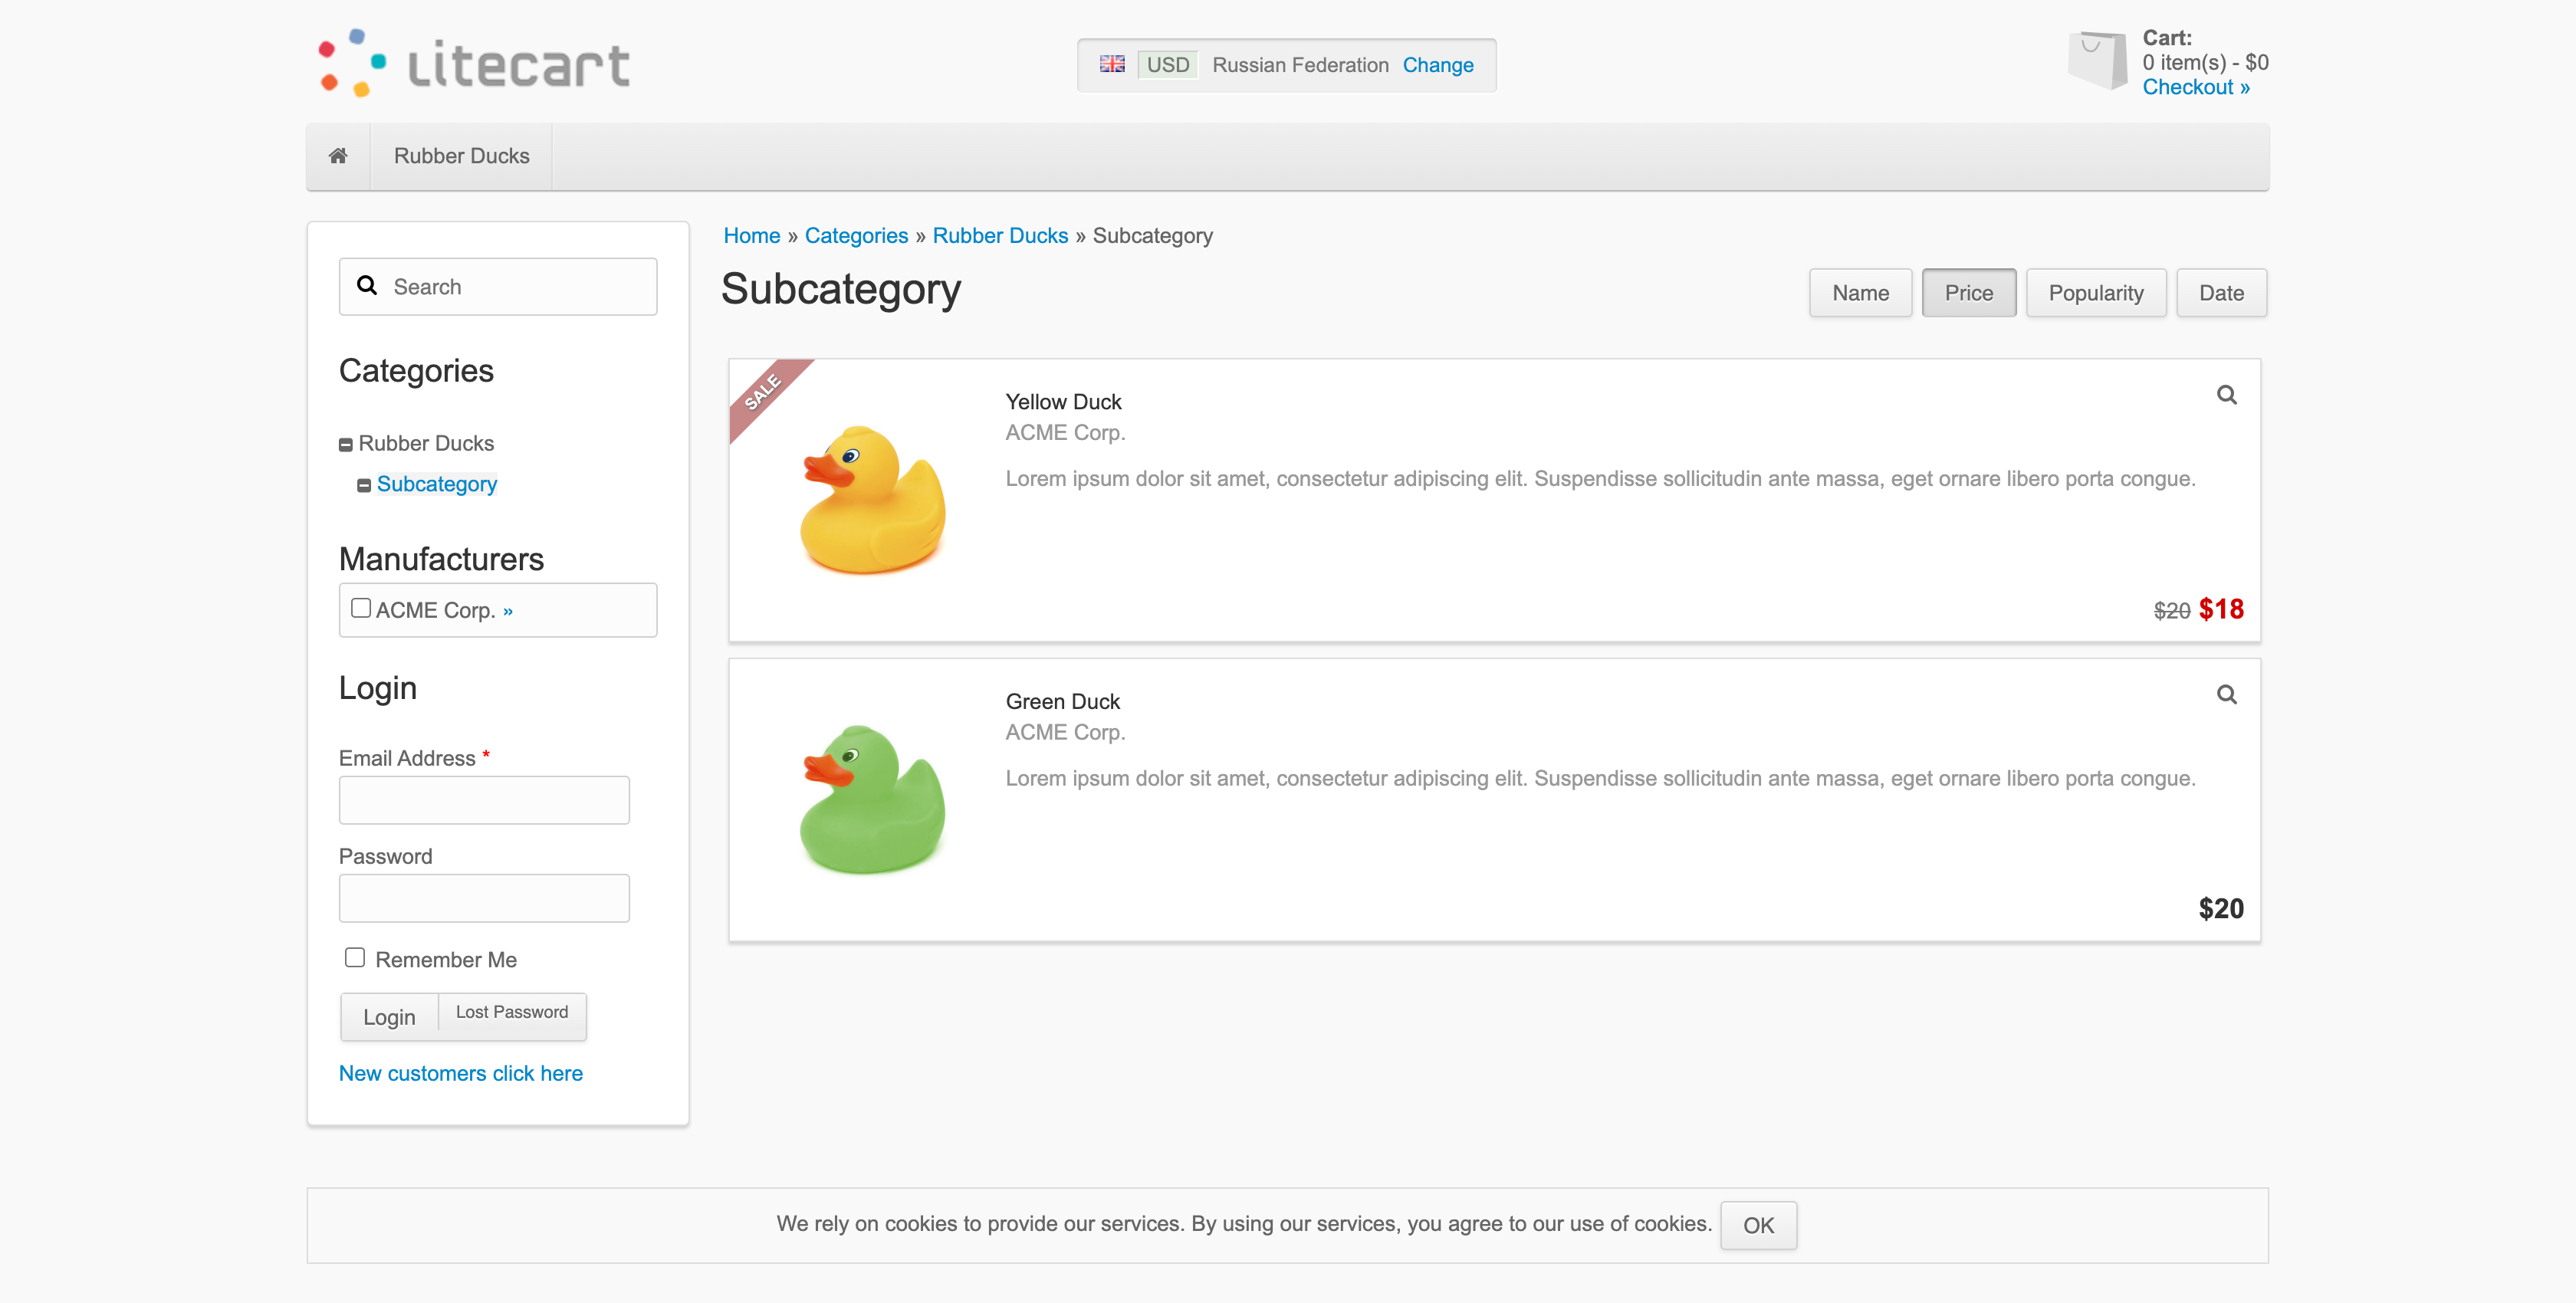 litecart
USD Russian Federation Change
Cart:
0 item(s) - $0
Checkout »
Rubber Ducks
Search
Categories
Rubber Ducks
Subcategory
Manufacturers
ACME Corp. »
Login
Email Address *
Password
Remember Me
Login Lost Password
New customers click here
Home » Categories » Rubber Ducks » Subcategory
Subcategory
Name Price Popularity Date
SALE
Yellow Duck
ACME Corp.
Lorem ipsum dolor sit amet, consectetur adipiscing elit. Suspendisse sollicitudin ante massa, eget ornare libero porta congue.
$20 $18
Green Duck
ACME Corp.
Lorem ipsum dolor sit amet, consectetur adipiscing elit. Suspendisse sollicitudin ante massa, eget ornare libero porta congue.
$20
We rely on cookies to provide our services. By using our services, you agree to our use of cookies. OK